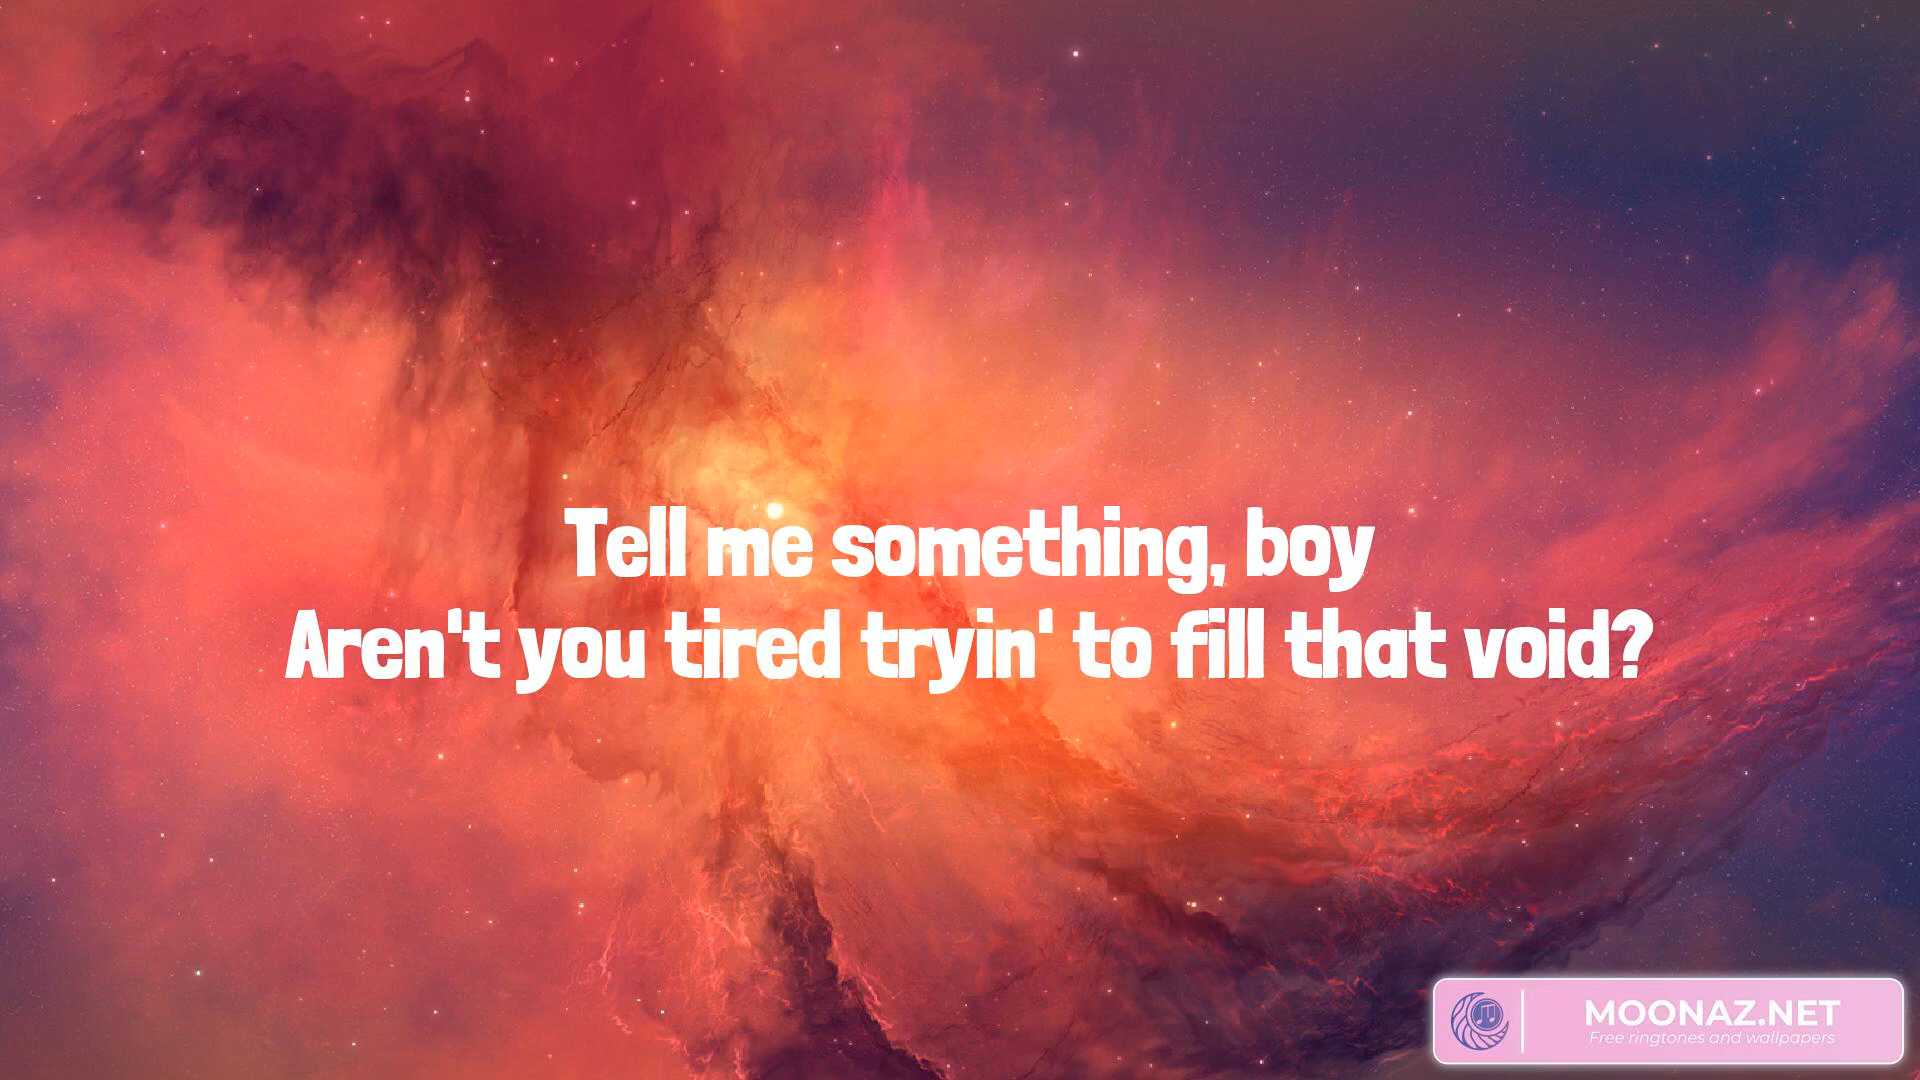 Tell me something, boy
Aren't you tired tryin' to fill that void?
MOONAZ.NET
Free ringtones and wallpapers